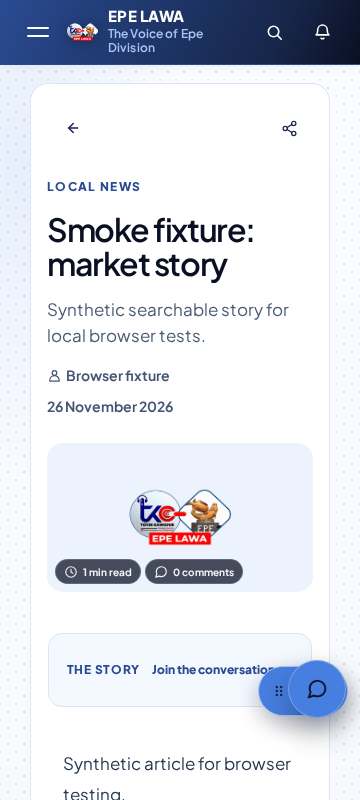 EPE LAWA
The Voice of Epe
Division
LOCAL NEWS
Smoke fixture:
market story
Synthetic searchable story for
local browser tests.
Browser fixture
26 November 2026
EPE
EPE LAWA
1 min read
0 comments
THE STORY Join the conversation
Synthetic article for browser
testing.